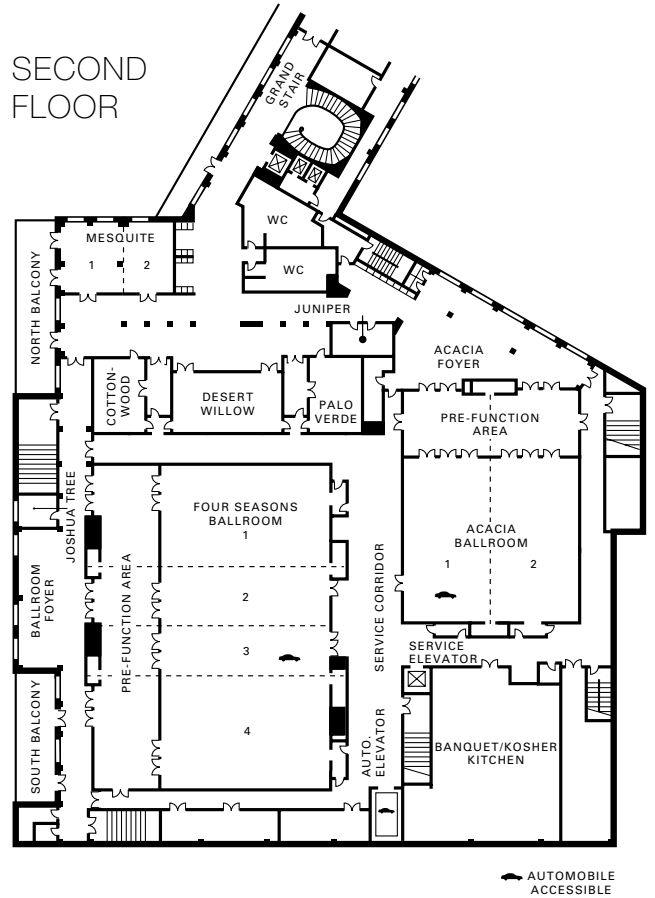 SECOND
FLOOR
GRAND
STAIR
WC
WC
MESQUITE
1
2
NORTH BALCONY
JUNIPER
ACACIA
FOYER
COTTON-
WOOD
DESERT
WILLOW
PALO
VERDE
PRE-FUNCTION
AREA
JOSHUA TREE
FOUR SEASONS
BALLROOM
1
2
3
4
PRE-FUNCTION AREA
BALLROOM
FOYER
SOUTH BALCONY
ACACIA
BALLROOM
1
2
SERVICE CORRIDOR
SERVICE
ELEVATOR
AUTO.
ELEVATOR
BANQUET/KOSHER
KITCHEN
AUTOMOBILE
ACCESSIBLE